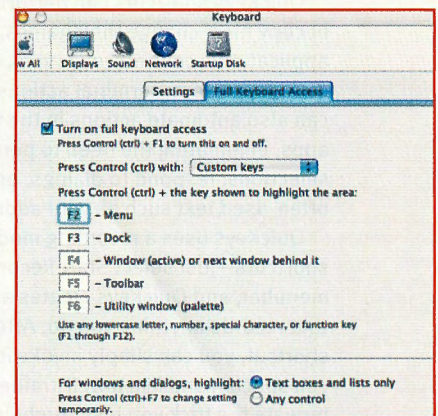 Keyboard
w All Displays Sound Network Startup Disk
Settings Full Keyboard Access
Turn on full keyboard access
Press Control (ctrl) + F1 to turn this on and off.
Press Control (ctrl) with: Custom keys
Press Control (ctrl) + the key shown to highlight the area:
F2 – Menu
F3 – Dock
F4 – Window (active) or next window behind it
F5 – Toolbar
F6 – Utility window (palette)
Use any lowercase letter, number, special character, or function key
(F1 through F12).
For windows and dialogs, highlight: Text boxes and lists only
Press Control (ctrl)+F7 to change setting Any control
temporarily.